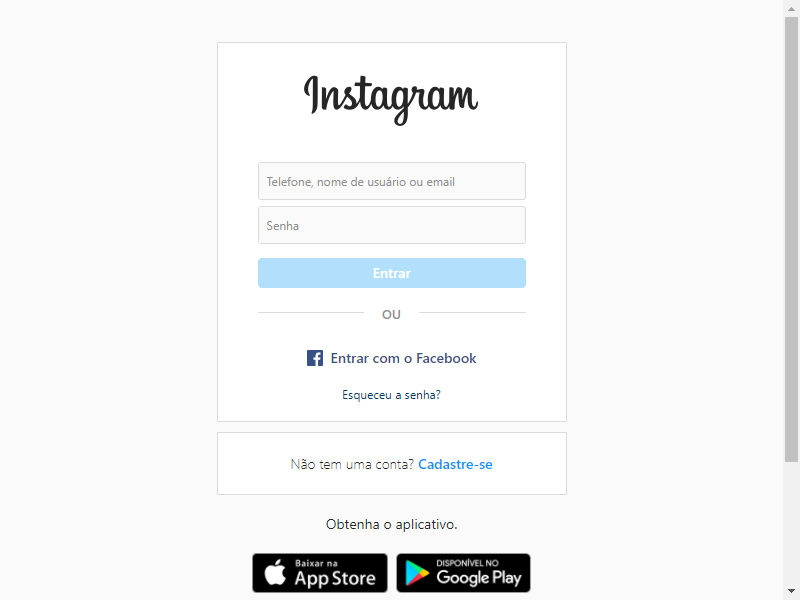 Instagram
Telefone, nome de usuário ou email
Senha
Entrar
OU
Entrar com o Facebook
Esqueceu a senha?
Não tem uma conta? Cadastre-se
Obtenha o aplicativo.
Baixar na
App Store
DISPONÍVEL NO
Google Play